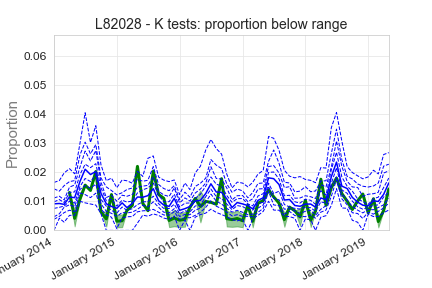 L82028 - K tests: proportion below range
Proportion
0.06
0.05
0.04
0.03
0.02
0.01
0.00
nuary 2014
January 2015
January 2016
January 2017
January 2018
January 2019